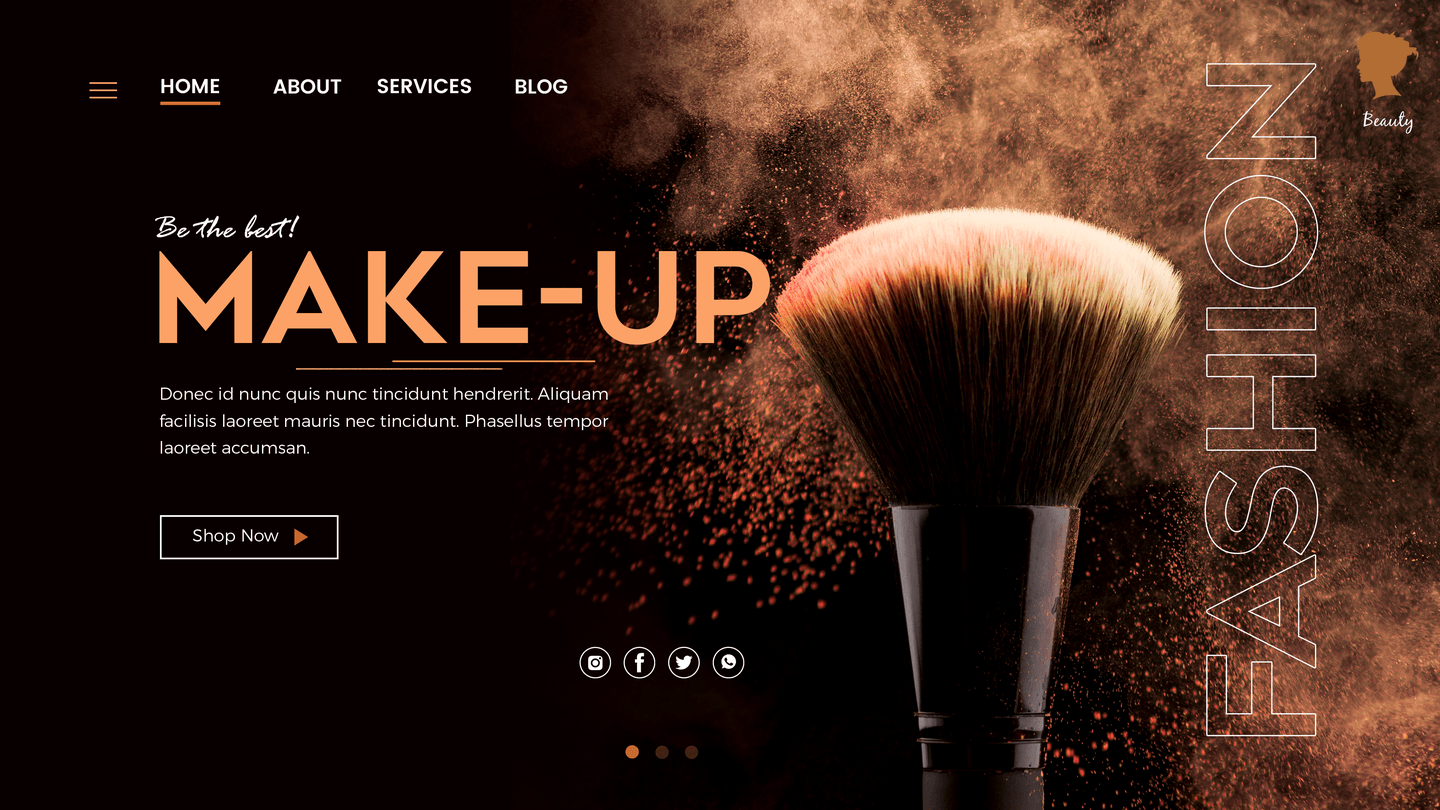 HOME ABOUT SERVICES BLOG
Beauty
Be the best!
MAKE-UP
Donec id nunc quis nunc tincidunt hendrerit. Aliquam
facilisis laoreet mauris nec tincidunt. Phasellus tempor
laoreet accumsan.
Shop Now
FASHION